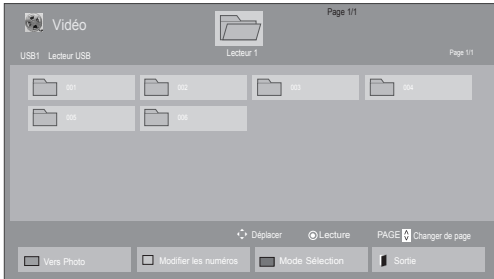 Page 1/1
Vidéo
Lecteur 1
USB1 Lecteur USB
Page 1/1
001 002 003 004
005 006
Déplacer Lecture PAGE Changer de page
Vers Photo Modifier les numéros Mode Sélection Sortie